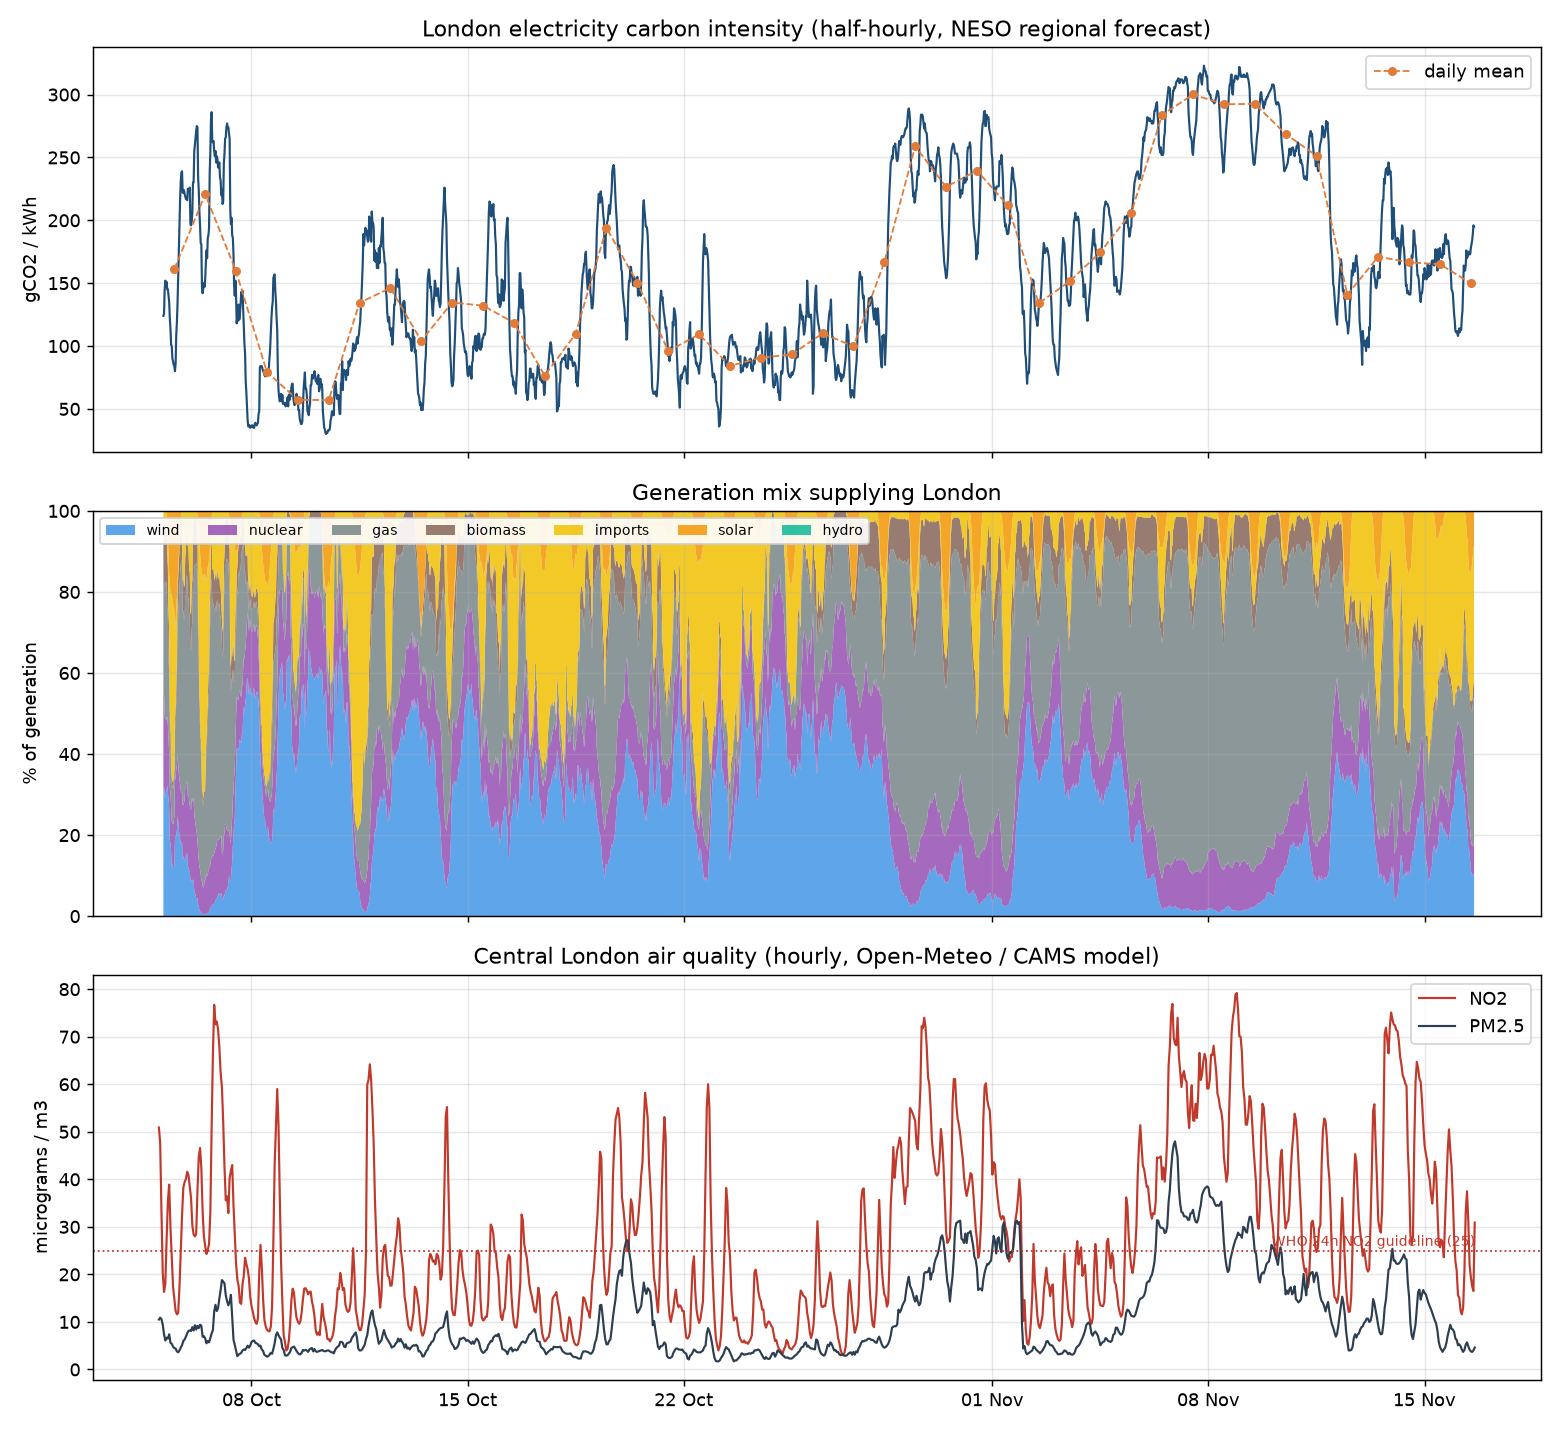 London electricity carbon intensity (half-hourly, NESO regional forecast)
daily mean
gCO2 / kWh
300
250
200
150
100
50
Generation mix supplying London
wind nuclear gas biomass imports solar hydro
% of generation
100
80
60
40
20
0
Central London air quality (hourly, Open-Meteo / CAMS model)
NO2
PM2.5
micrograms / m3
80
70
60
50
40
30
20
10
0
WHO 24h NO2 guideline (25)
08 Oct 15 Oct 22 Oct 01 Nov 08 Nov 15 Nov